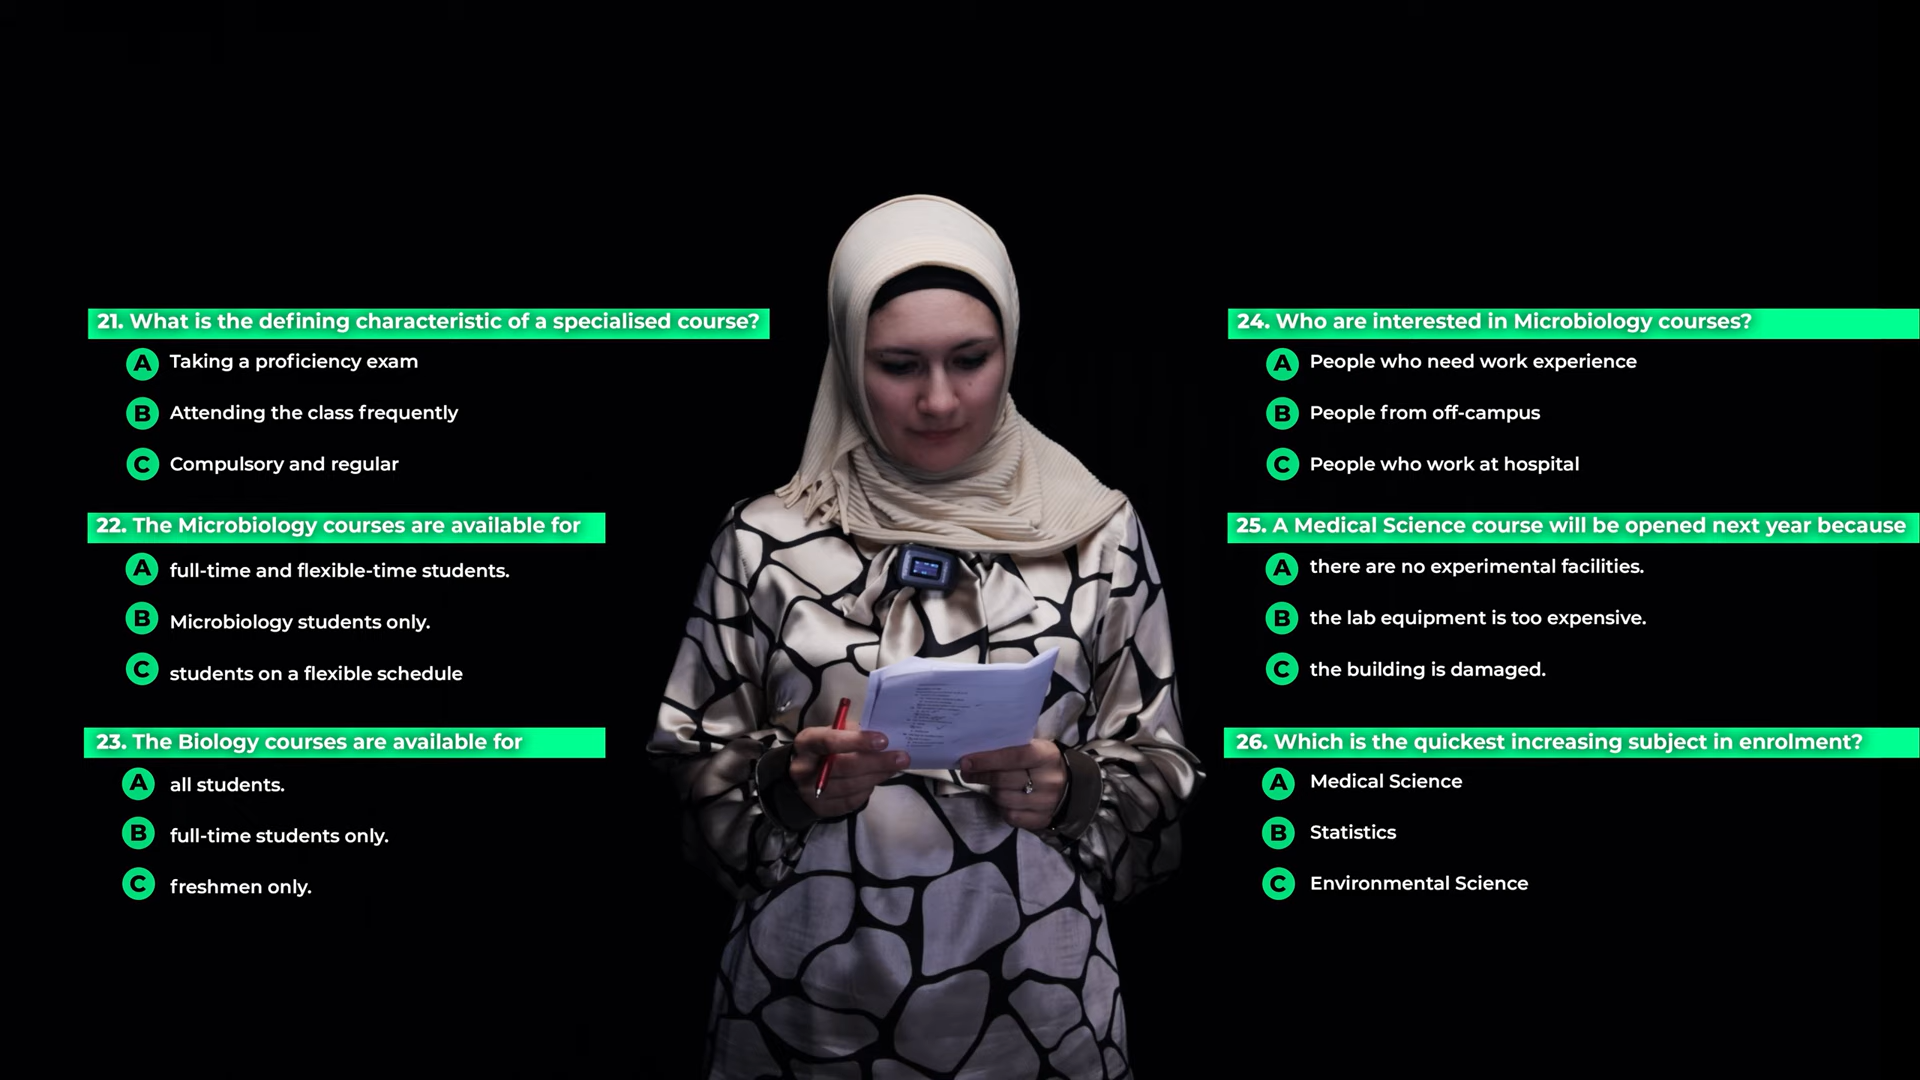 21. What is the defining characteristic of a specialised course?
A Taking a proficiency exam
B Attending the class frequently
C Compulsory and regular
22. The Microbiology courses are available for
A full-time and flexible-time students.
B Microbiology students only.
C students on a flexible schedule
23. The Biology courses are available for
A all students.
B full-time students only.
C freshmen only.
24. Who are interested in Microbiology courses?
A People who need work experience
B People from off-campus
C People who work at hospital
25. A Medical Science course will be opened next year because
A there are no experimental facilities.
B the lab equipment is too expensive.
C the building is damaged.
26. Which is the quickest increasing subject in enrolment?
A Medical Science
B Statistics
C Environmental Science